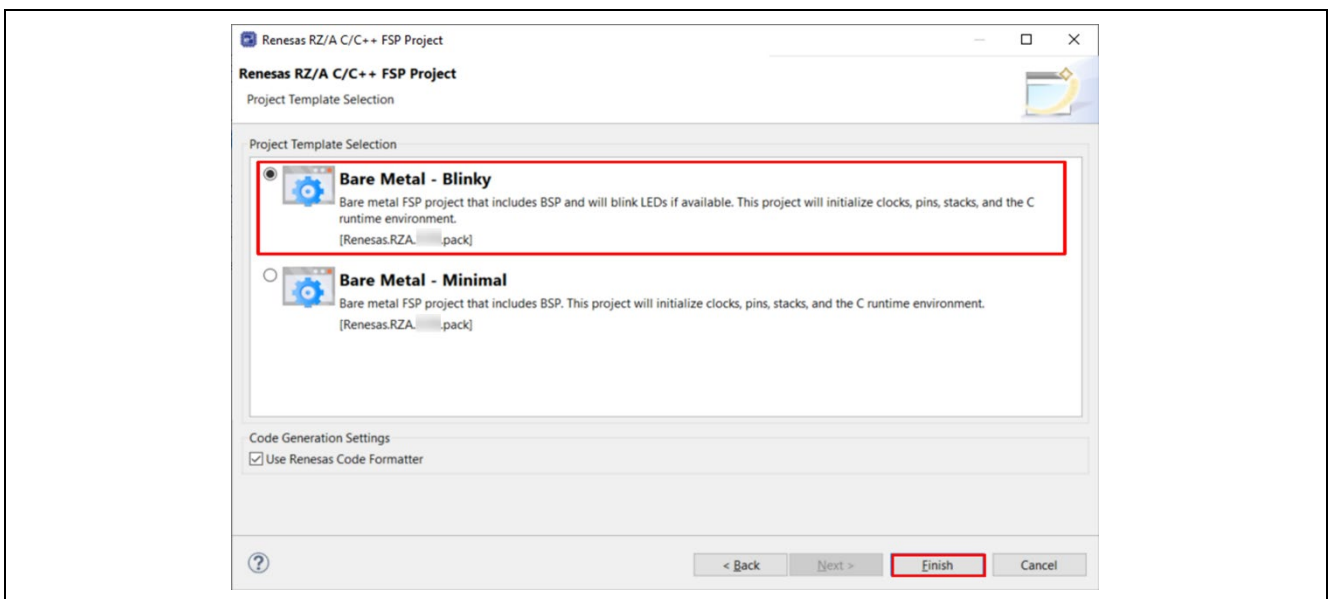 Renesas RZ/A C/C++ FSP Project
Renesas RZ/A C/C++ FSP Project
Project Template Selection
Project Template Selection
Bare Metal - Blinky
Bare metal FSP project that includes BSP and will blink LEDs if available. This project will initialize clocks, pins, stacks, and the C
runtime environment.
[Renesas.RZA. .pack]
Bare Metal - Minimal
Bare metal FSP project that includes BSP. This project will initialize clocks, pins, stacks, and the C runtime environment.
[Renesas.RZA. .pack]
Code Generation Settings
Use Renesas Code Formatter
? < Back Next > Finish Cancel